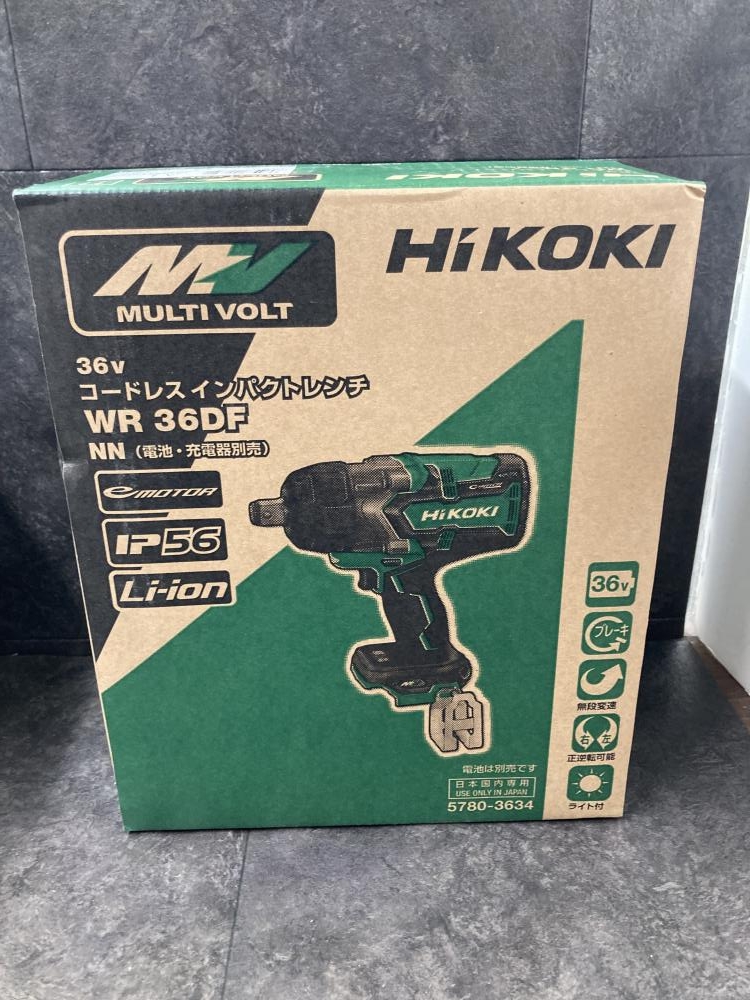 HiKOKI
MV
MULTI VOLT
HiKOKI
36v
コードレス インパクトレンチ
WR 36DF
NN (電池・充電器別売)
e MOTOR
IP56
Li-ion
HiKOKI
36v
ブレーキ
無段変速
右 左
正逆転可能
ライト付
電池は別売です
日本国内専用
USE ONLY IN JAPAN
5780-3634